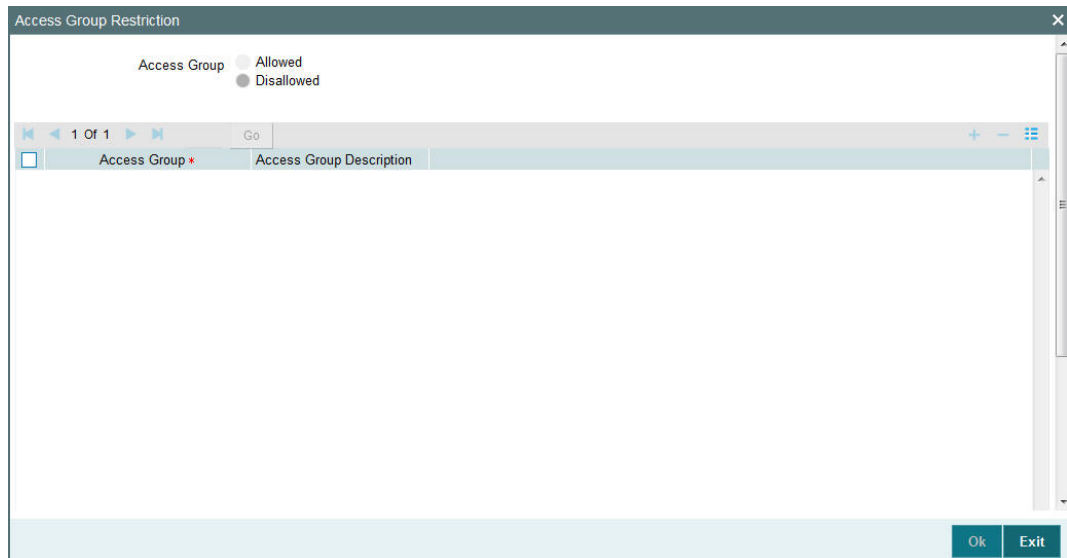 Access Group Restriction
Access Group Allowed
Disallowed
1 Of 1 Go
Access Group * Access Group Description
Ok Exit